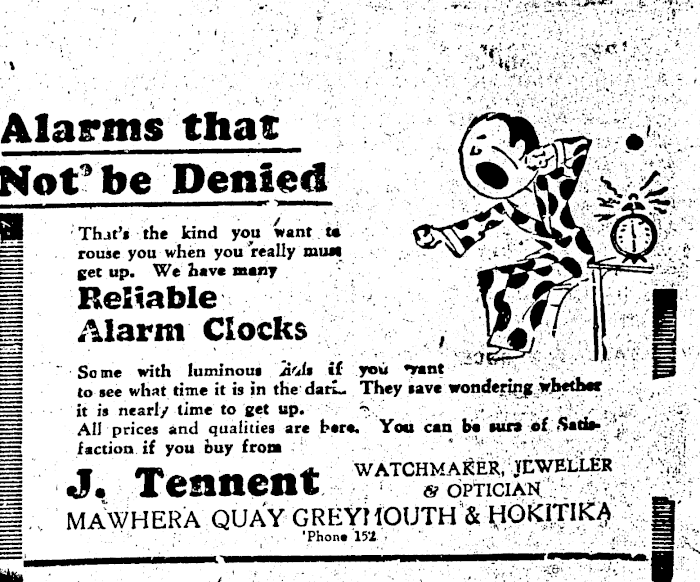 Alarms that
Not be Denied
That's the kind you want to
rouse you when you really must
get up. We have many
Reliable
Alarm Clocks
Some with luminous dials if you want
to see what time it is in the dark. They save wondering whether
it is nearly time to get up.
All prices and qualities are here. You can be sure of Satis-
faction if you buy from
J. Tennent
WATCHMAKER, JEWELLER
& OPTICIAN
MAWHERA QUAY GREYMOUTH & HOKITIKA
'Phone 152